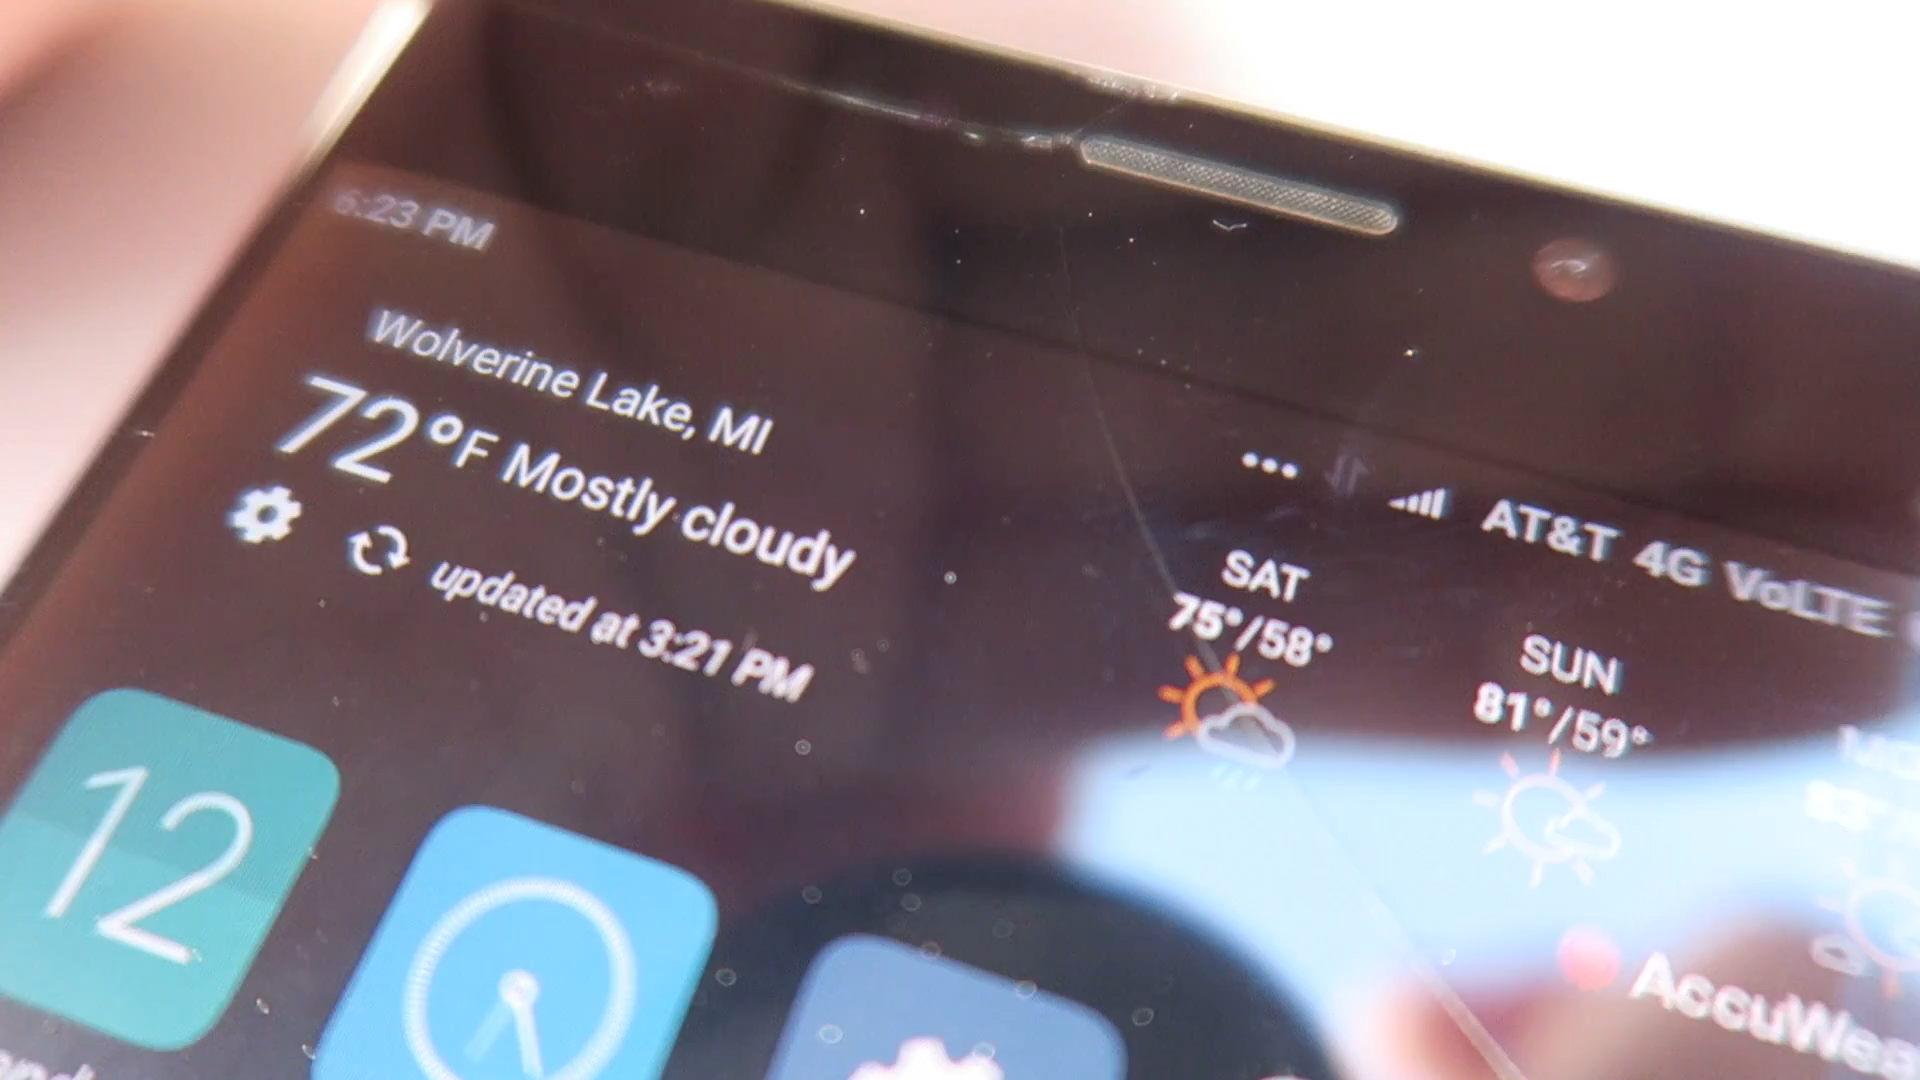 6:23 PM
... AT&T 4G VoLTE
Wolverine Lake, MI
72°F Mostly cloudy
updated at 3:21 PM
SAT
75°/58°
SUN
81°/59°
AccuWea
12